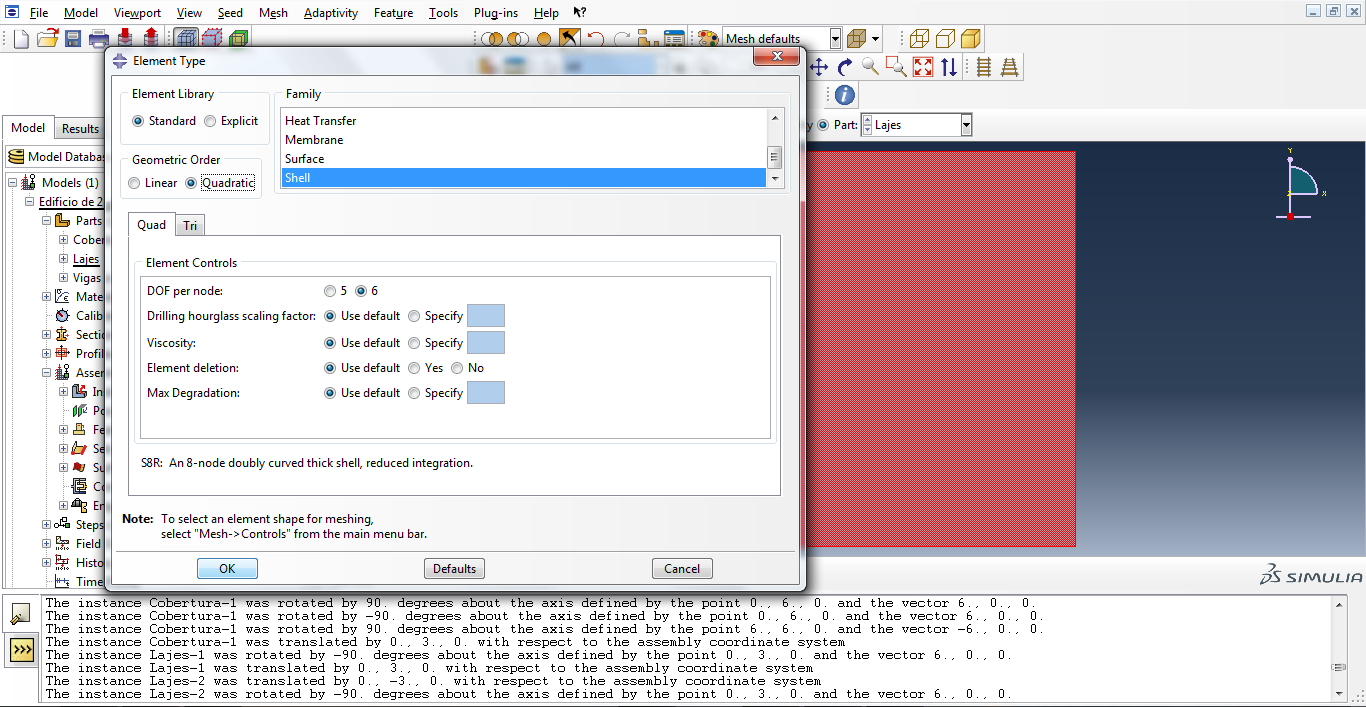 File Model Viewport View Seed Mesh Adaptivity Feature Tools Plug-ins Help
Mesh defaults
Element Type
Element Library
Standard Explicit
Geometric Order
Linear Quadratic
Family
Heat Transfer
Membrane
Surface
Shell
Part: Lajes
Model Results
Model Databa
Models (1)
Edificio de 2
Parts
Cober
Lajes
Vigas
Mate
Calib
Sectio
Profil
Asser
In
Po
Fe
Se
Su
Co
En
Steps
Field
Histo
Time
Quad Tri
Element Controls
DOF per node: 5 6
Drilling hourglass scaling factor: Use default Specify
Viscosity: Use default Specify
Element deletion: Use default Yes No
Max Degradation: Use default Specify
S8R: An 8-node doubly curved thick shell, reduced integration.
Note: To select an element shape for meshing,
select "Mesh->Controls" from the main menu bar.
OK Defaults Cancel
Y
X
SIMULIA
The instance Cobertura-1 was rotated by 90. degrees about the axis defined by the point 0., 6., 0. and the vector 6., 0., 0.
The instance Cobertura-1 was rotated by -90. degrees about the axis defined by the point 0., 6., 0. and the vector 6., 0., 0.
The instance Cobertura-1 was rotated by 90. degrees about the axis defined by the point 6., 6., 0. and the vector -6., 0., 0.
The instance Cobertura-1 was translated by 0., 3., 0. with respect to the assembly coordinate system
The instance Lajes-1 was rotated by -90. degrees about the axis defined by the point 0., 3., 0. and the vector 6., 0., 0.
The instance Lajes-1 was translated by 0., 3., 0. with respect to the assembly coordinate system
The instance Lajes-2 was translated by 0., -3., 0. with respect to the assembly coordinate system
The instance Lajes-2 was rotated by -90. degrees about the axis defined by the point 0., 3., 0. and the vector 6., 0., 0.